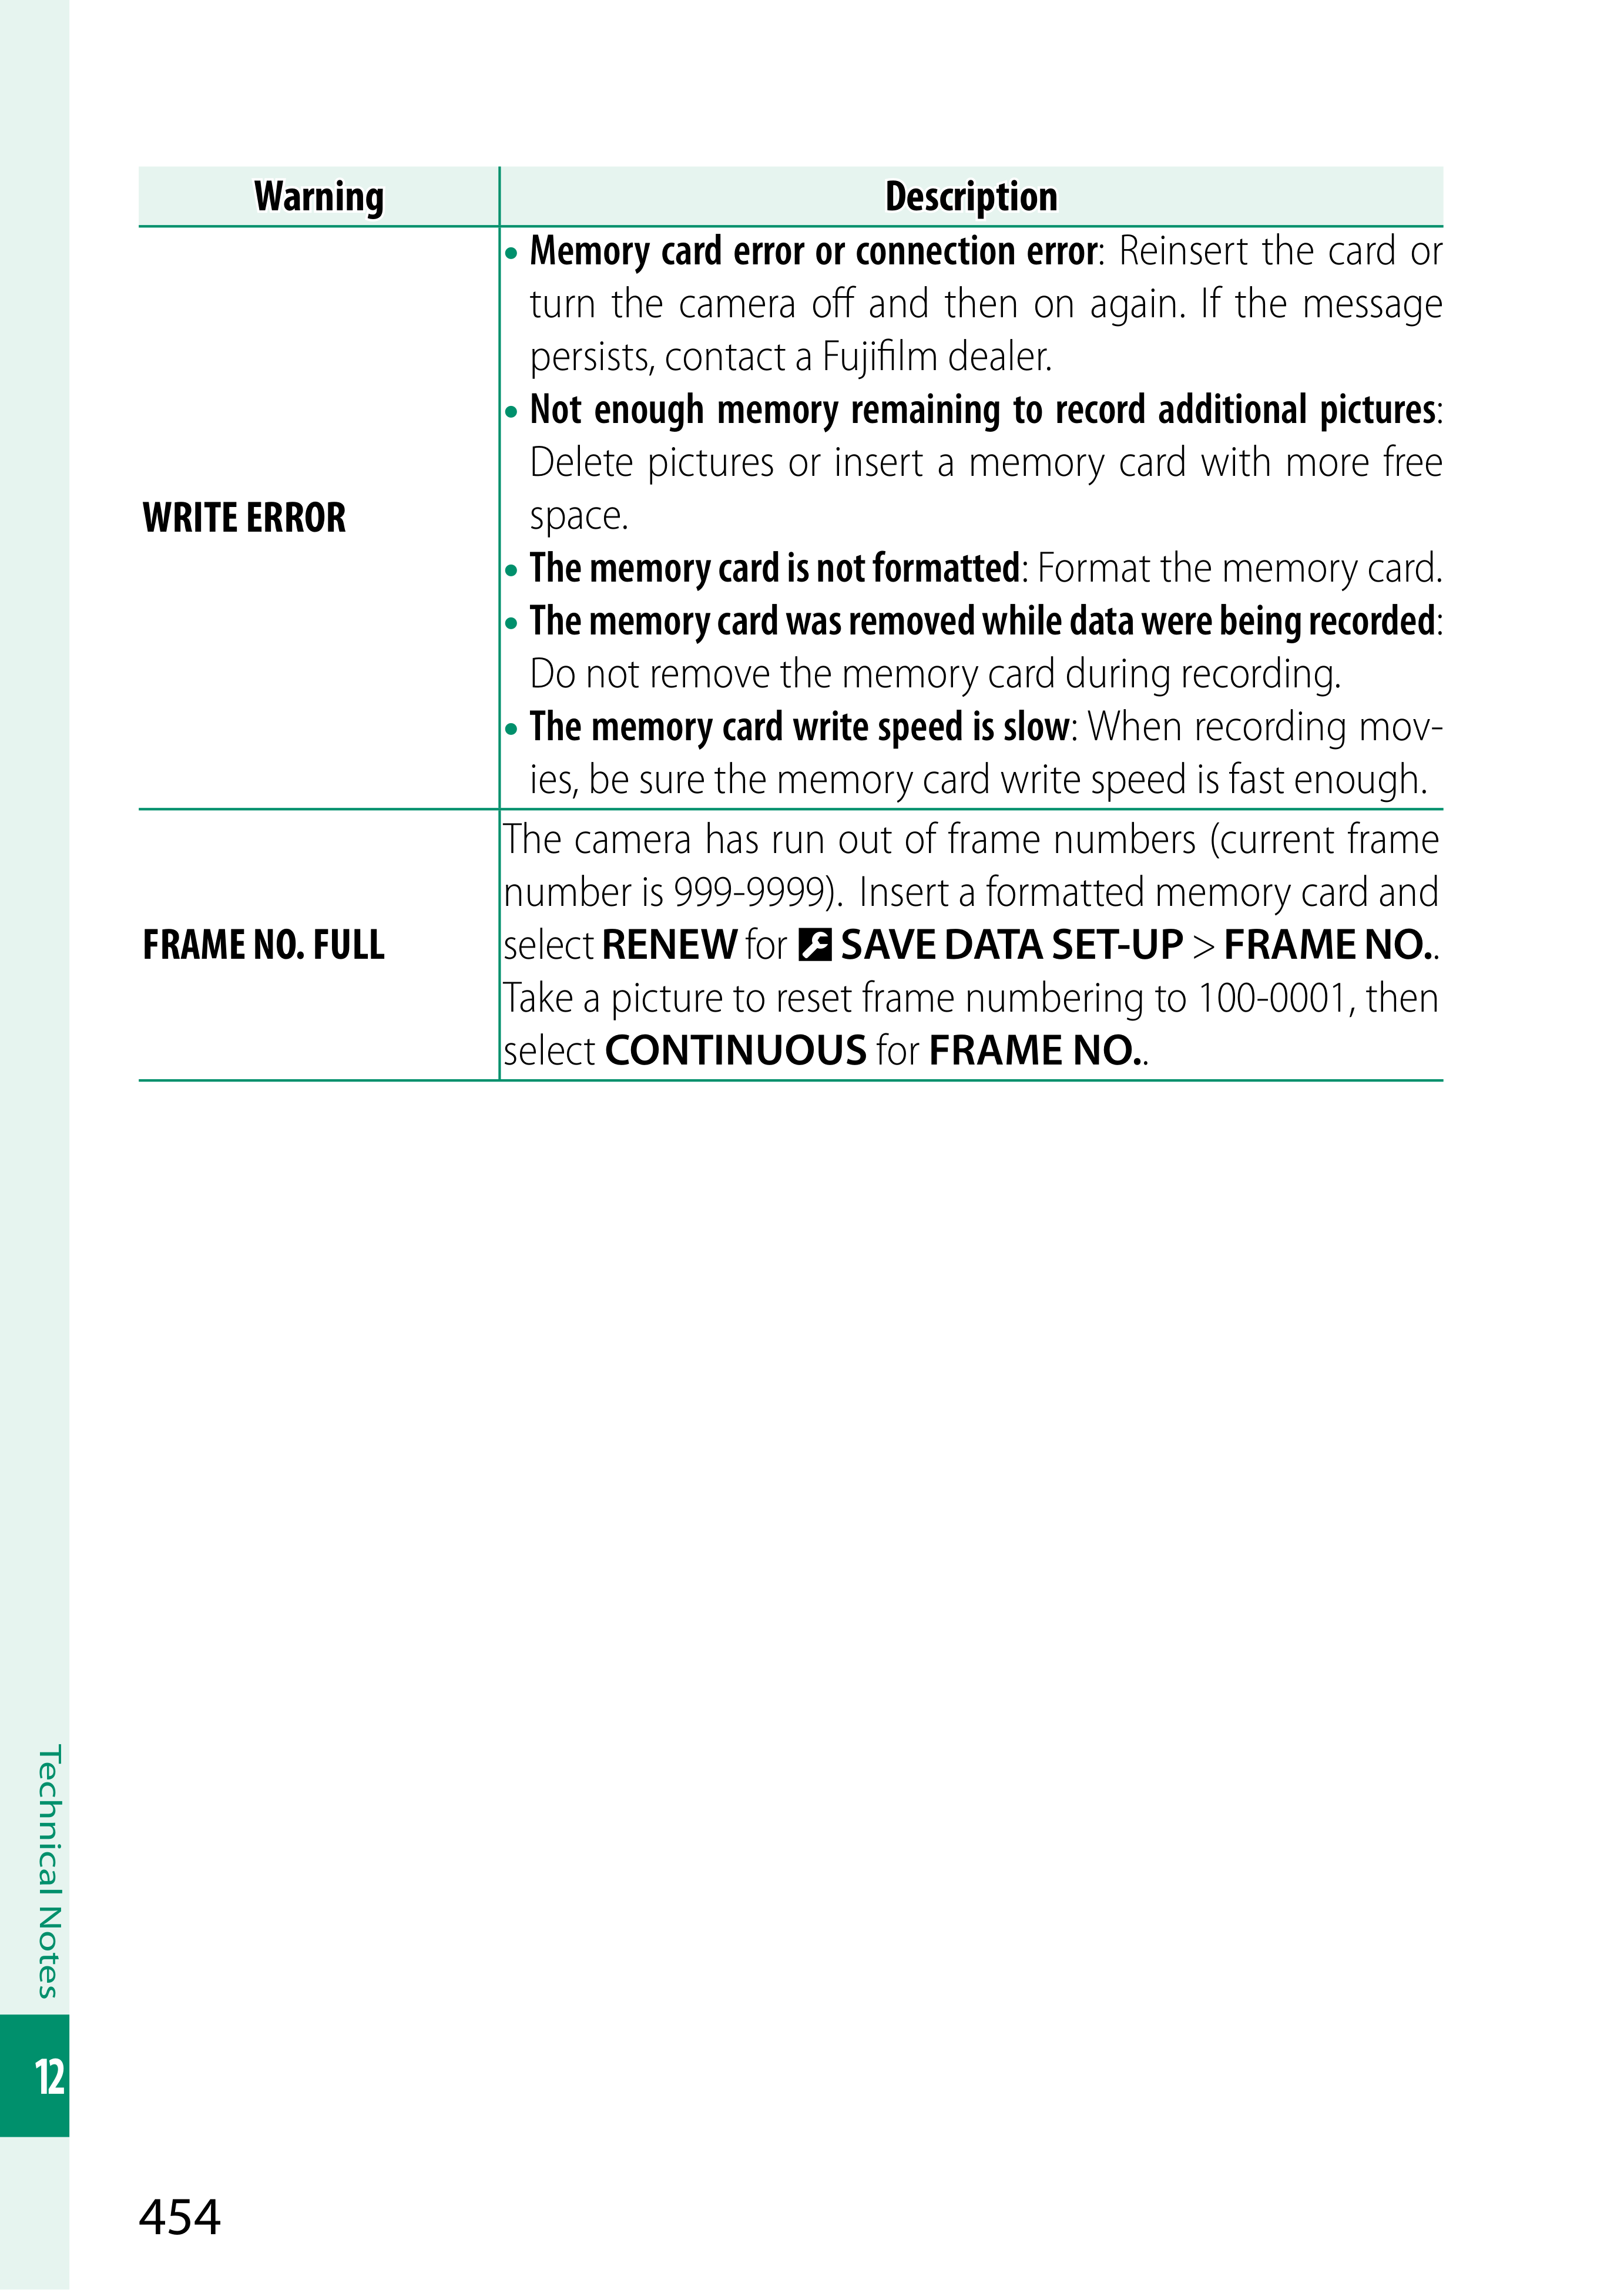 Warning Description
• Memory card error or connection error: Reinsert the card or
turn the camera off and then on again. If the message
persists, contact a Fujifilm dealer.
• Not enough memory remaining to record additional pictures:
Delete pictures or insert a memory card with more free
space.
WRITE ERROR
• The memory card is not formatted: Format the memory card.
• The memory card was removed while data were being recorded:
Do not remove the memory card during recording.
• The memory card write speed is slow: When recording mov-
ies, be sure the memory card write speed is fast enough.
FRAME NO. FULL
The camera has run out of frame numbers (current frame
number is 999-9999). Insert a formatted memory card and
select RENEW for SAVE DATA SET-UP > FRAME NO..
Take a picture to reset frame numbering to 100-0001, then
select CONTINUOUS for FRAME NO..
Technical Notes
12
454